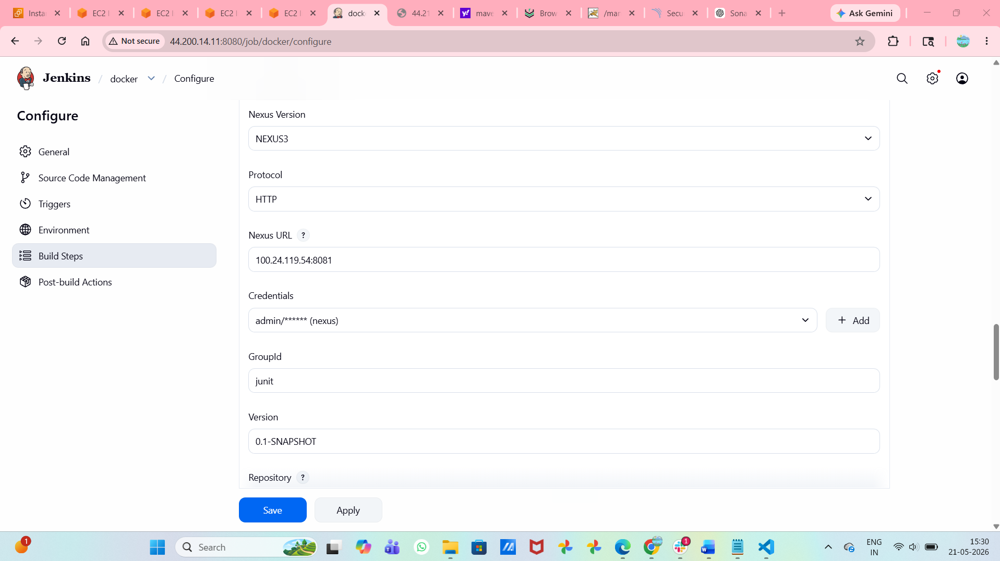 Insta
EC2 I
EC2 I
EC2 I
EC2 I
dock
44.21
mave
Brow
/mar
Secu
Sona
Ask Gemini
Not secure
44.200.14.11:8080/job/docker/configure
Jenkins / docker / Configure
Configure
General
Source Code Management
Triggers
Environment
Build Steps
Post-build Actions
Nexus Version
NEXUS3
Protocol
HTTP
Nexus URL ?
100.24.119.54:8081
Credentials
admin/****** (nexus)
+ Add
GroupId
junit
Version
0.1-SNAPSHOT
Repository ?
Save
Apply
1
Search
1
ENG
IN
15:30
21-05-2026